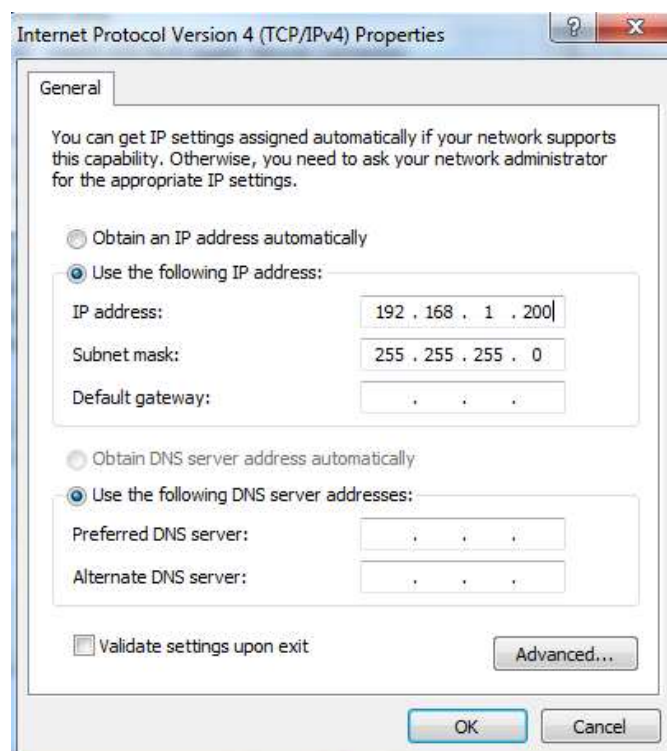 Internet Protocol Version 4 (TCP/IPv4) Properties
General
You can get IP settings assigned automatically if your network supports
this capability. Otherwise, you need to ask your network administrator
for the appropriate IP settings.
Obtain an IP address automatically
Use the following IP address:
IP address: 192 . 168 . 1 . 200
Subnet mask: 255 . 255 . 255 . 0
Default gateway: . . .
Obtain DNS server address automatically
Use the following DNS server addresses:
Preferred DNS server: . . .
Alternate DNS server: . . .
Validate settings upon exit
Advanced...
OK Cancel